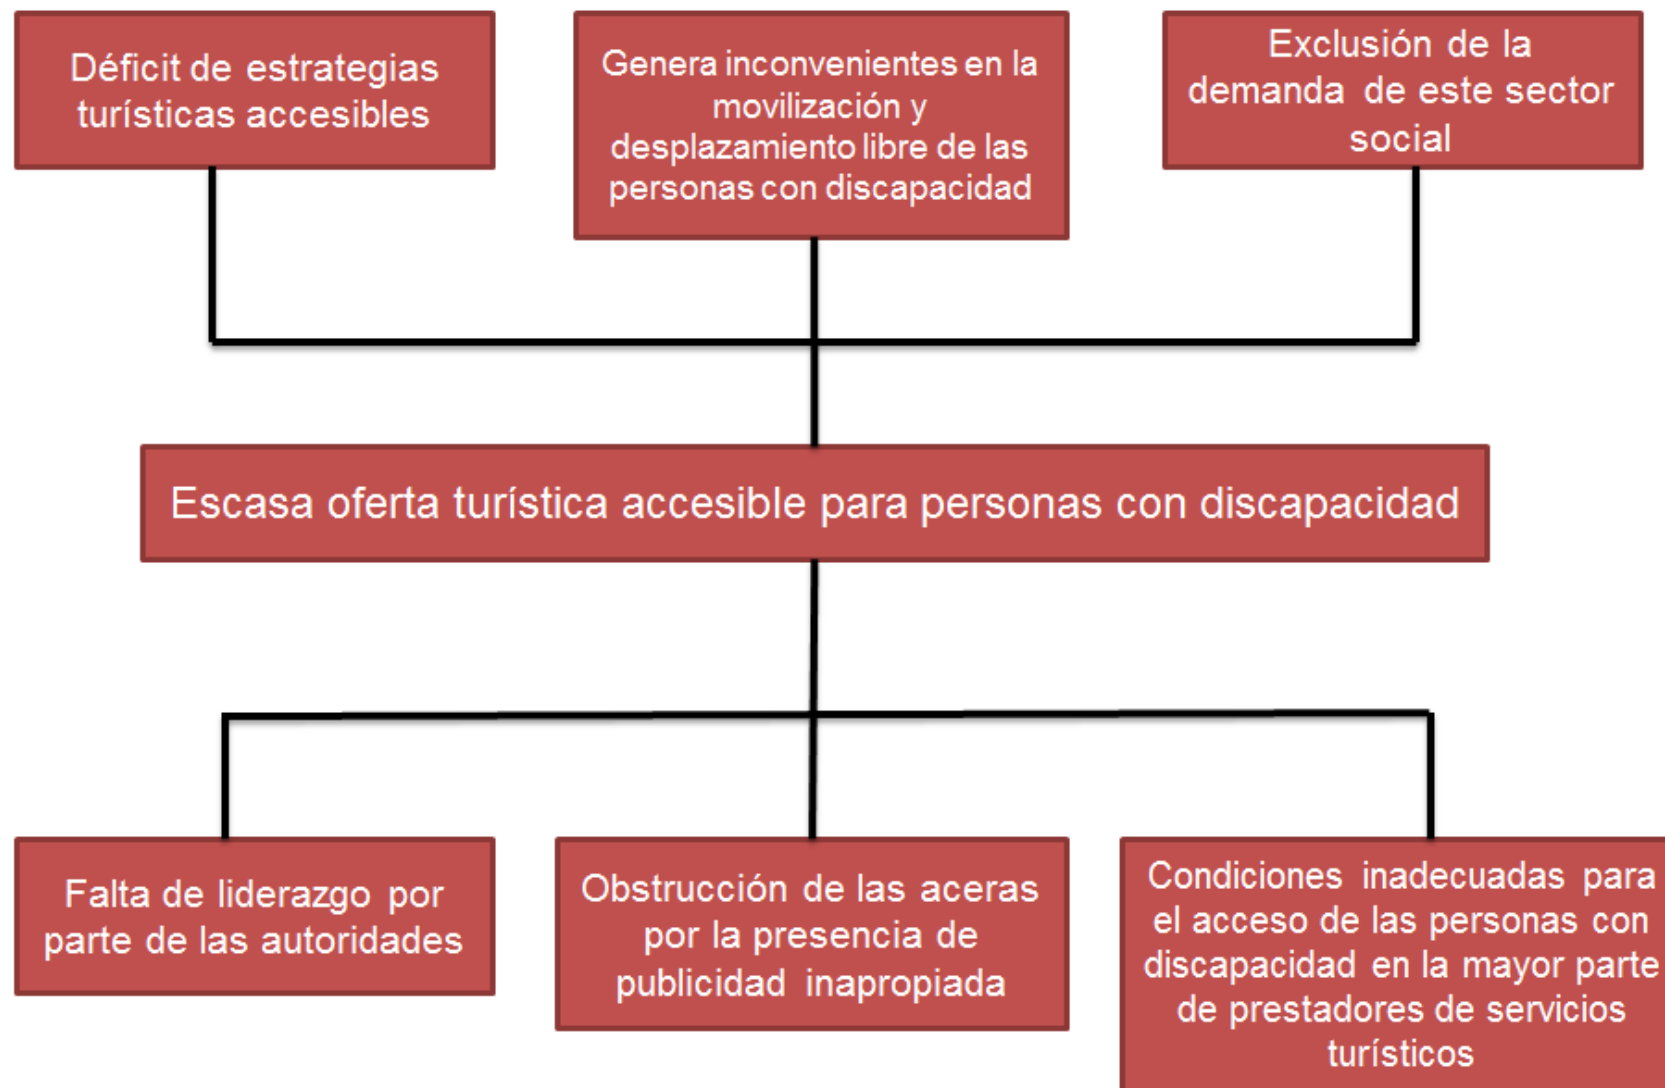 Déficit de estrategias
turísticas accesibles
Genera inconvenientes en la
movilización y
desplazamiento libre de las
personas con discapacidad
Exclusión de la
demanda de este sector
social
Escasa oferta turística accesible para personas con discapacidad
Falta de liderazgo por
parte de las autoridades
Obstrucción de las aceras
por la presencia de
publicidad inapropiada
Condiciones inadecuadas para
el acceso de las personas con
discapacidad en la mayor parte
de prestadores de servicios
turísticos